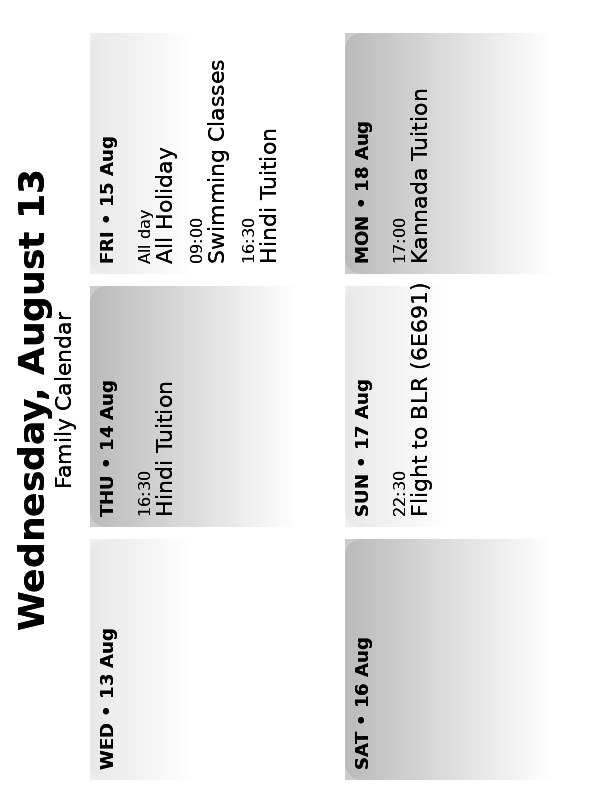 Wednesday, August 13
Family Calendar
WED • 13 Aug
THU • 14 Aug
16:30
Hindi Tuition
FRI • 15 Aug
All day
All Holiday
09:00
Swimming Classes
16:30
Hindi Tuition
SAT • 16 Aug
SUN • 17 Aug
22:30
Flight to BLR (6E691)
MON • 18 Aug
17:00
Kannada Tuition